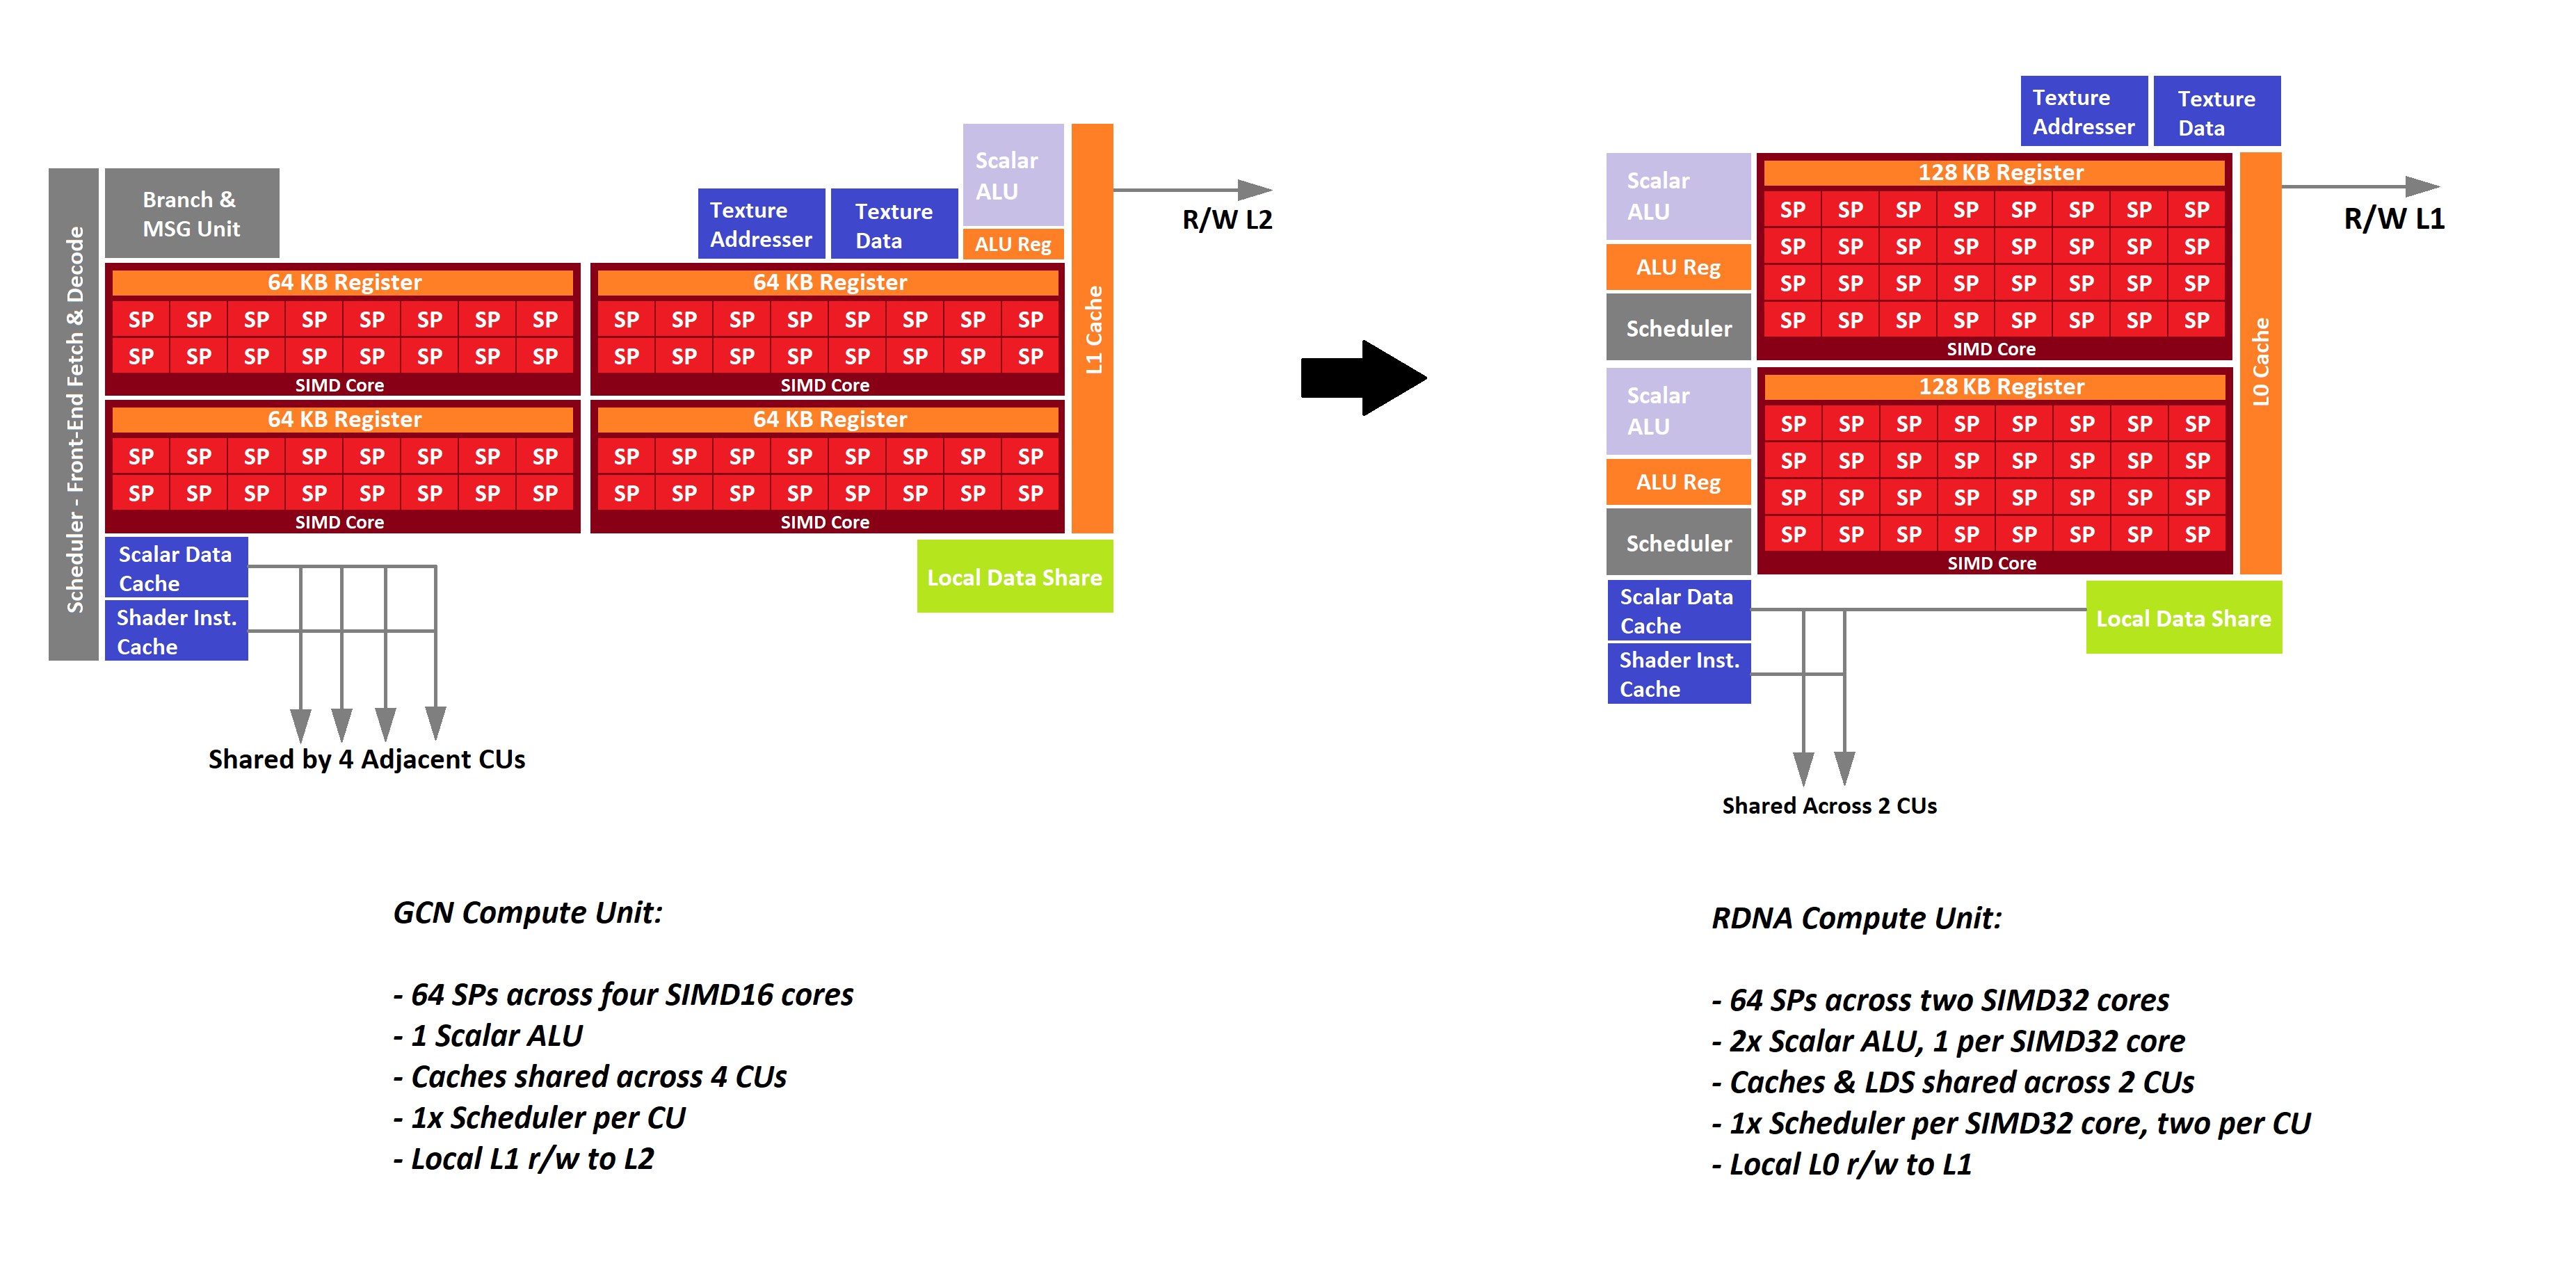 Scheduler - Front-End Fetch & Decode
Branch &
MSG Unit
Texture
Addresser
Texture
Data
Scalar
ALU
ALU Reg
L1 Cache
R/W L2
64 KB Register
SP SP SP SP SP SP SP SP
SP SP SP SP SP SP SP SP
SIMD Core
64 KB Register
SP SP SP SP SP SP SP SP
SP SP SP SP SP SP SP SP
SIMD Core
64 KB Register
SP SP SP SP SP SP SP SP
SP SP SP SP SP SP SP SP
SIMD Core
64 KB Register
SP SP SP SP SP SP SP SP
SP SP SP SP SP SP SP SP
SIMD Core
Scalar Data
Cache
Shader Inst.
Cache
Local Data Share
Shared by 4 Adjacent CUs
GCN Compute Unit:
- 64 SPs across four SIMD16 cores
- 1 Scalar ALU
- Caches shared across 4 CUs
- 1x Scheduler per CU
- Local L1 r/w to L2
Texture
Addresser
Texture
Data
Scalar
ALU
ALU Reg
Scheduler
128 KB Register
SP SP SP SP SP SP SP SP
SP SP SP SP SP SP SP SP
SP SP SP SP SP SP SP SP
SP SP SP SP SP SP SP SP
SIMD Core
L0 Cache
R/W L1
Scalar
ALU
ALU Reg
Scheduler
128 KB Register
SP SP SP SP SP SP SP SP
SP SP SP SP SP SP SP SP
SP SP SP SP SP SP SP SP
SP SP SP SP SP SP SP SP
SIMD Core
Scalar Data
Cache
Shader Inst.
Cache
Local Data Share
Shared Across 2 CUs
RDNA Compute Unit:
- 64 SPs across two SIMD32 cores
- 2x Scalar ALU, 1 per SIMD32 core
- Caches & LDS shared across 2 CUs
- 1x Scheduler per SIMD32 core, two per CU
- Local L0 r/w to L1